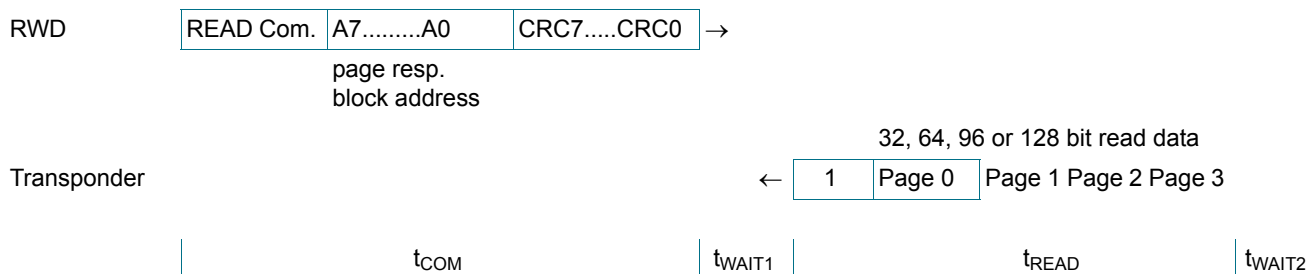 RWD READ Com. A7.........A0 CRC7.....CRC0 →
page resp.
block address
32, 64, 96 or 128 bit read data
Transponder ← 1 Page 0 Page 1 Page 2 Page 3
tCOM tWAIT1 tREAD tWAIT2